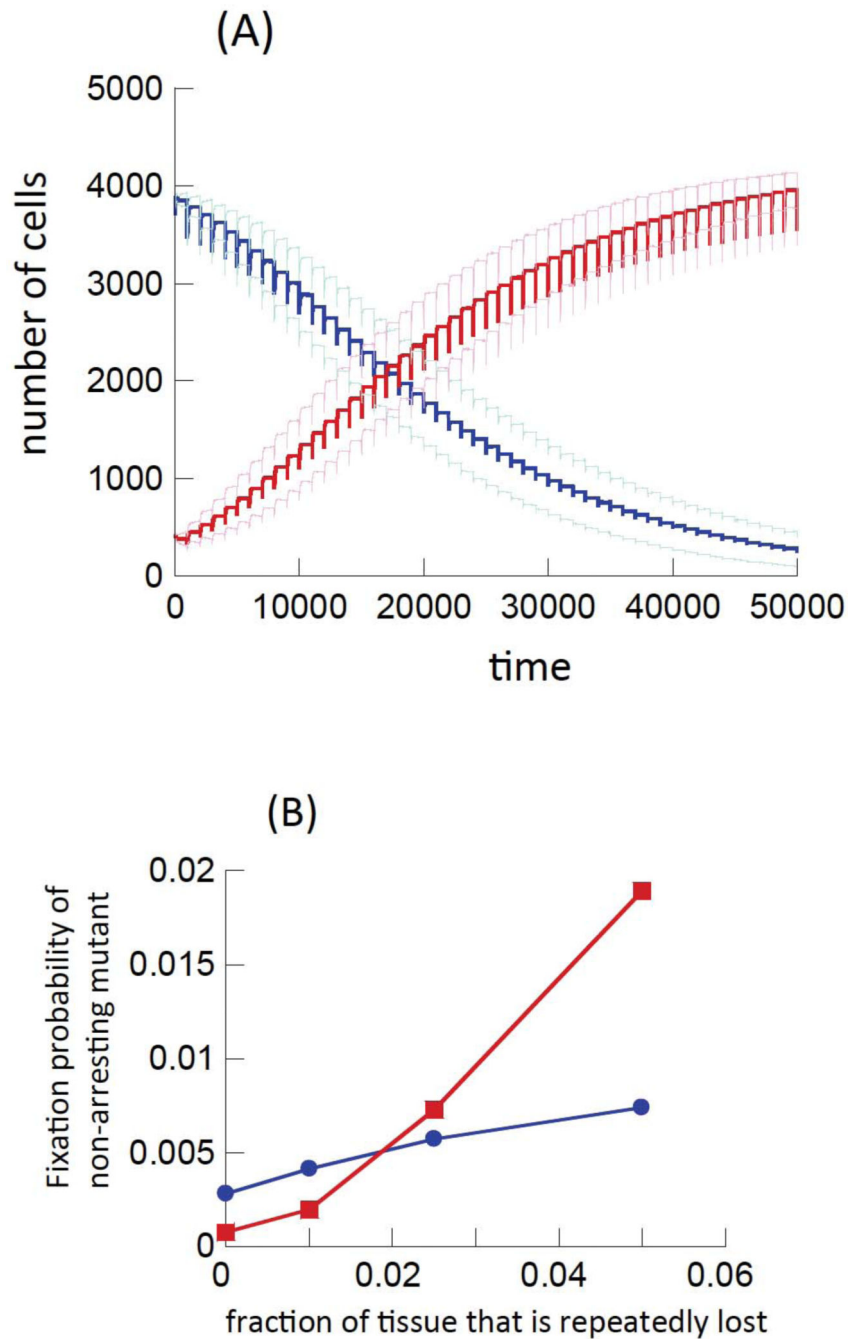 (A)
5000
4000
3000
2000
1000
0
number of cells
0 10000 20000 30000 40000 50000
time
(B)
0.02
0.015
0.01
0.005
0
Fixation probability of
non-arresting mutant
0 0.02 0.04 0.06
fraction of tissue that is repeatedly lost